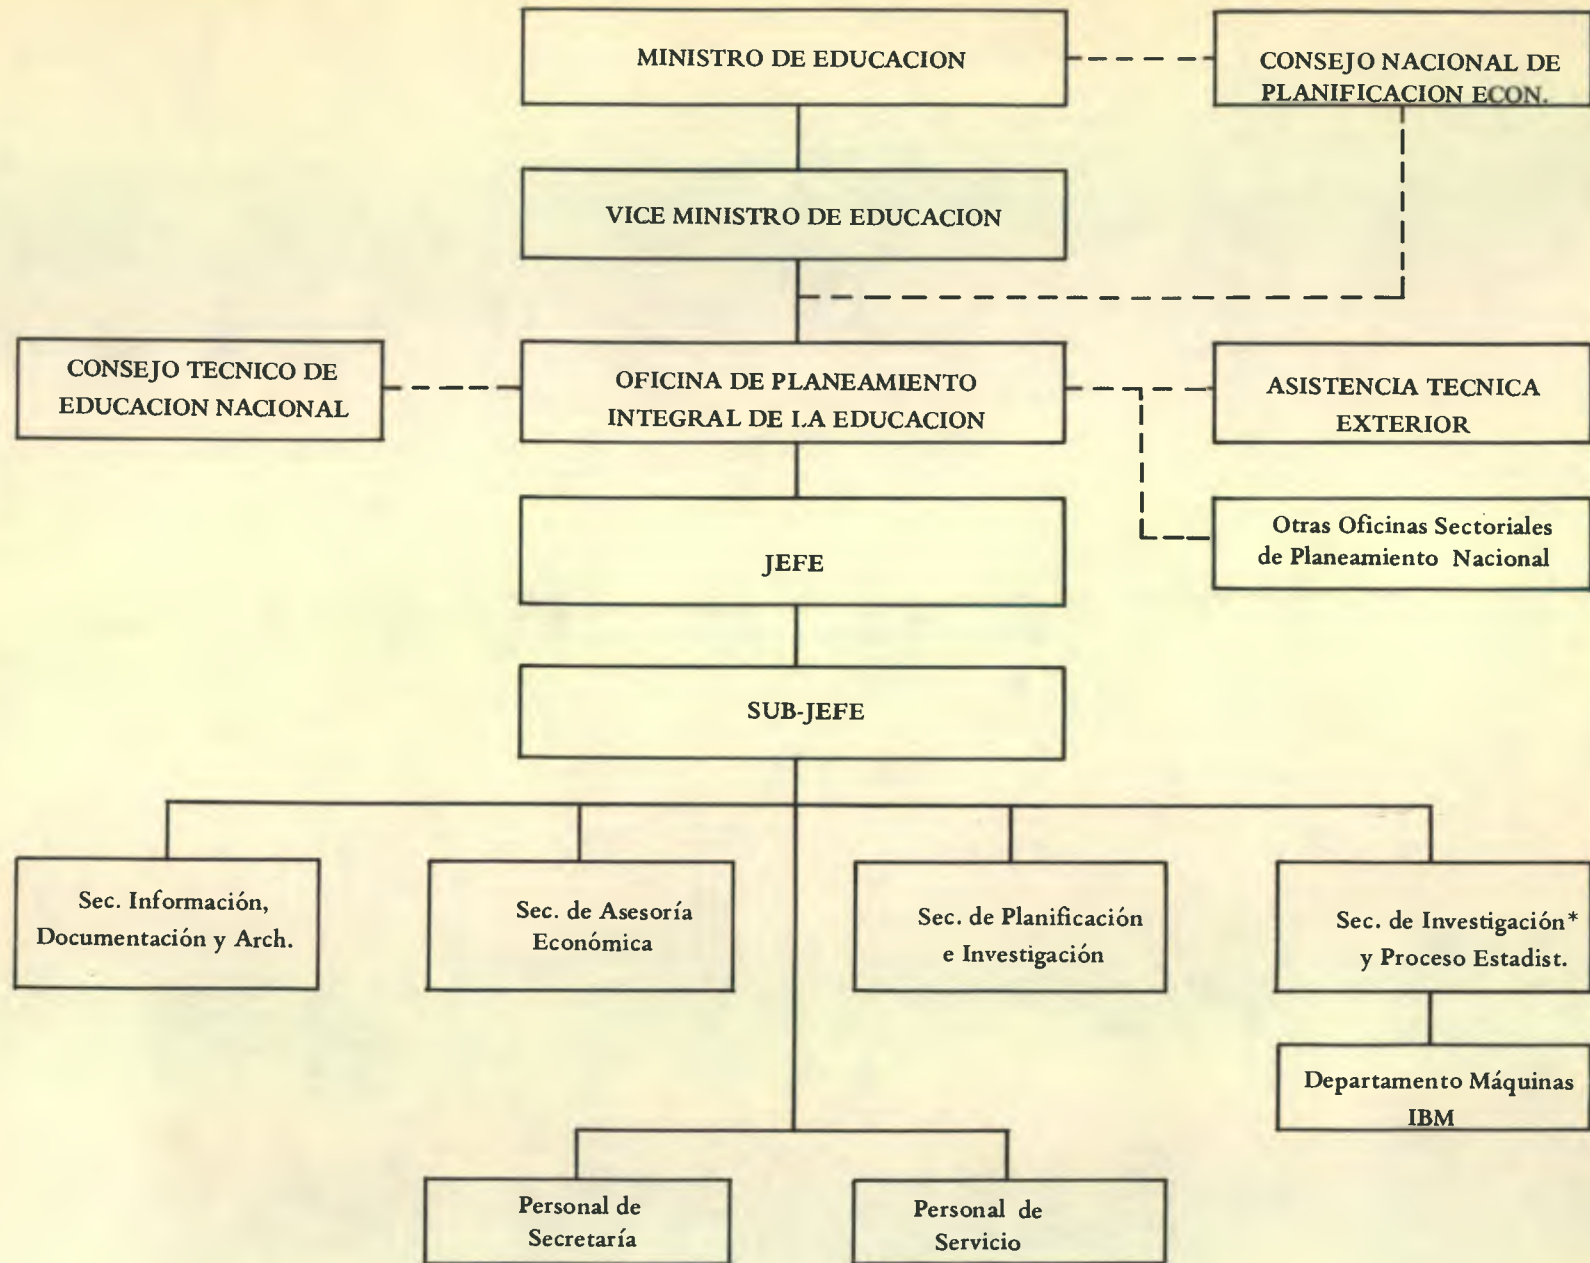 MINISTRO DE EDUCACION
CONSEJO NACIONAL DE
PLANIFICACION ECON.
VICE MINISTRO DE EDUCACION
CONSEJO TECNICO DE
EDUCACION NACIONAL
OFICINA DE PLANEAMIENTO
INTEGRAL DE LA EDUCACION
ASISTENCIA TECNICA
EXTERIOR
JEFE
Otras Oficinas Sectoriales
de Planeamiento Nacional
SUB-JEFE
Sec. Información,
Documentación y Arch.
Sec. de Asesoría
Económica
Sec. de Planificación
e Investigación
Sec. de Investigación*
y Proceso Estadist.
Departamento Máquinas
IBM
Personal de
Secretaría
Personal de
Servicio